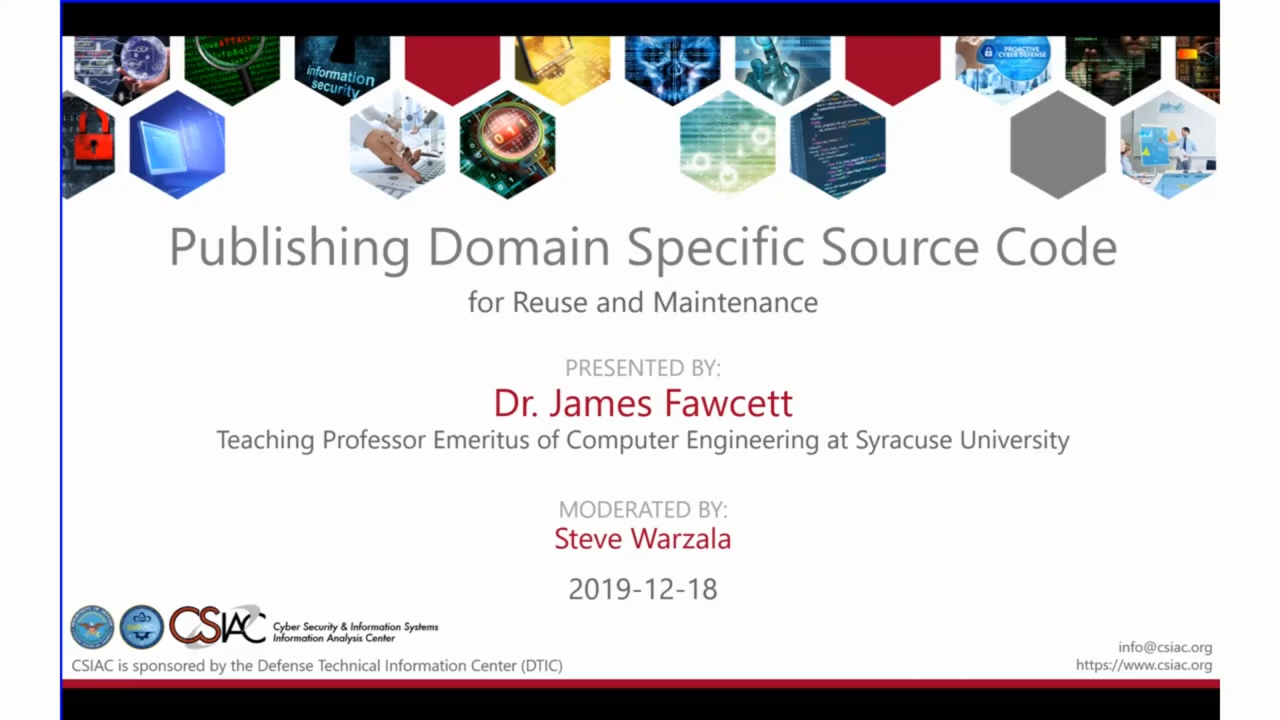 ATTACK
information
security
PROACTIVE
CYBER DEFENSE
011
Publishing Domain Specific Source Code
for Reuse and Maintenance
PRESENTED BY:
Dr. James Fawcett
Teaching Professor Emeritus of Computer Engineering at Syracuse University
MODERATED BY:
Steve Warzala
2019-12-18
CSIAC
Cyber Security & Information Systems
Information Analysis Center
info@csiac.org
CSIAC is sponsored by the Defense Technical Information Center (DTIC)
https://www.csiac.org